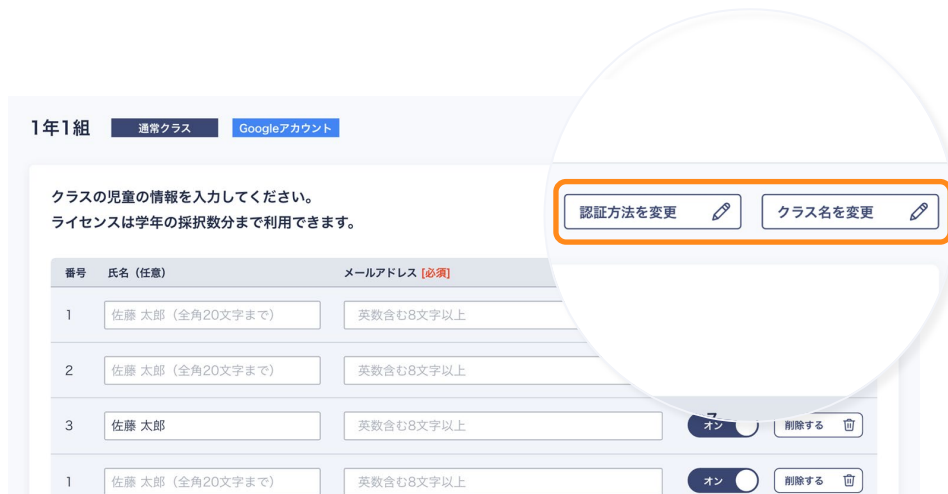 1年1組 通常クラス Googleアカウント
認証方法を変更 クラス名を変更
クラスの児童の情報を入力してください。
ライセンスは学年の採択数分まで利用できます。
番号 氏名（任意） メールアドレス [必須]
1 佐藤 太郎（全角20文字まで） 英数含む8文字以上
2 佐藤 太郎（全角20文字まで） 英数含む8文字以上
3 佐藤 太郎 英数含む8文字以上 オン 削除する
1 佐藤 太郎（全角20文字まで） 英数含む8文字以上 オン 削除する